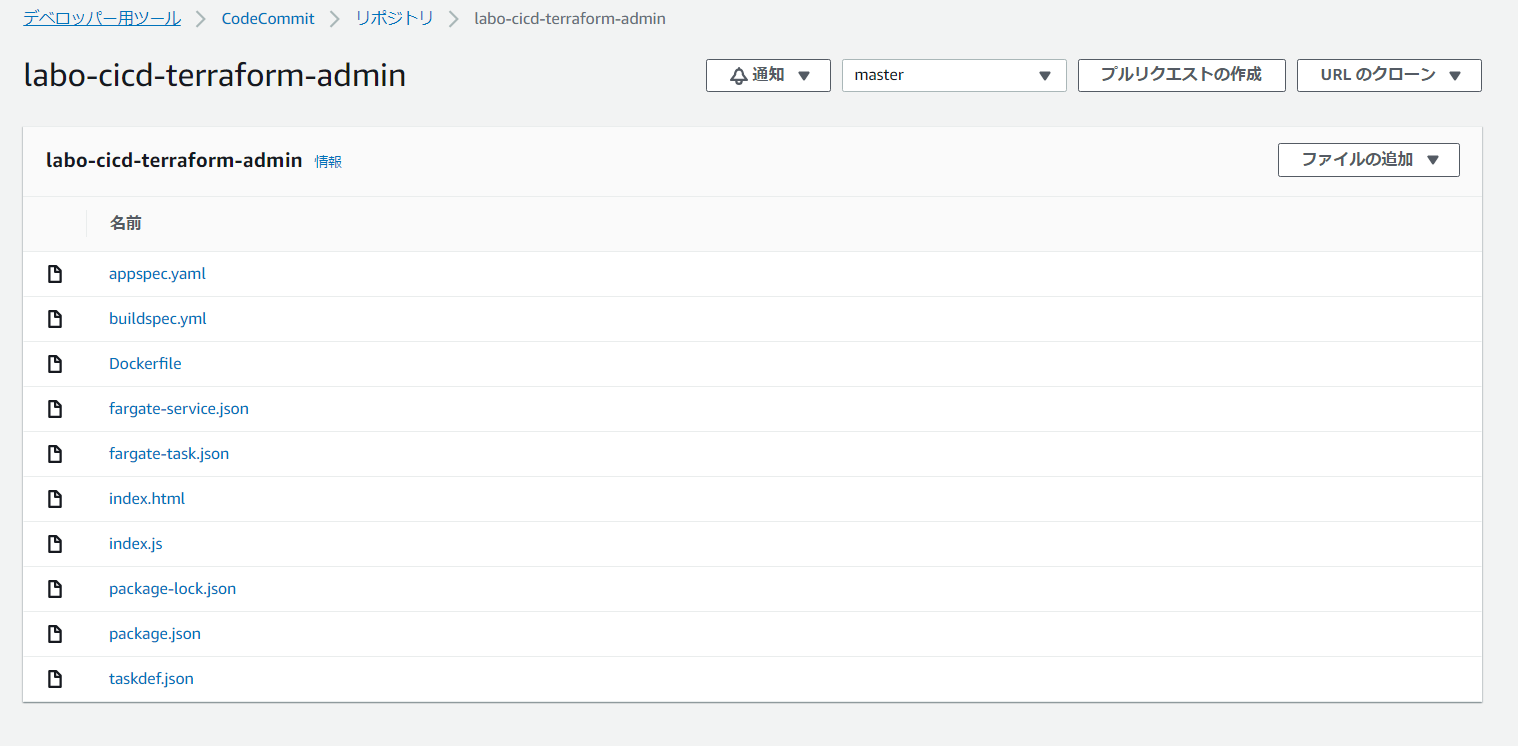 デベロッパー用ツール > CodeCommit > リポジトリ > labo-cicd-terraform-admin
labo-cicd-terraform-admin 通知 ▼ master ▼ プルリクエストの作成 URL のクローン ▼
labo-cicd-terraform-admin 情報 ファイルの追加 ▼
名前
appspec.yaml
buildspec.yml
Dockerfile
fargate-service.json
fargate-task.json
index.html
index.js
package-lock.json
package.json
taskdef.json